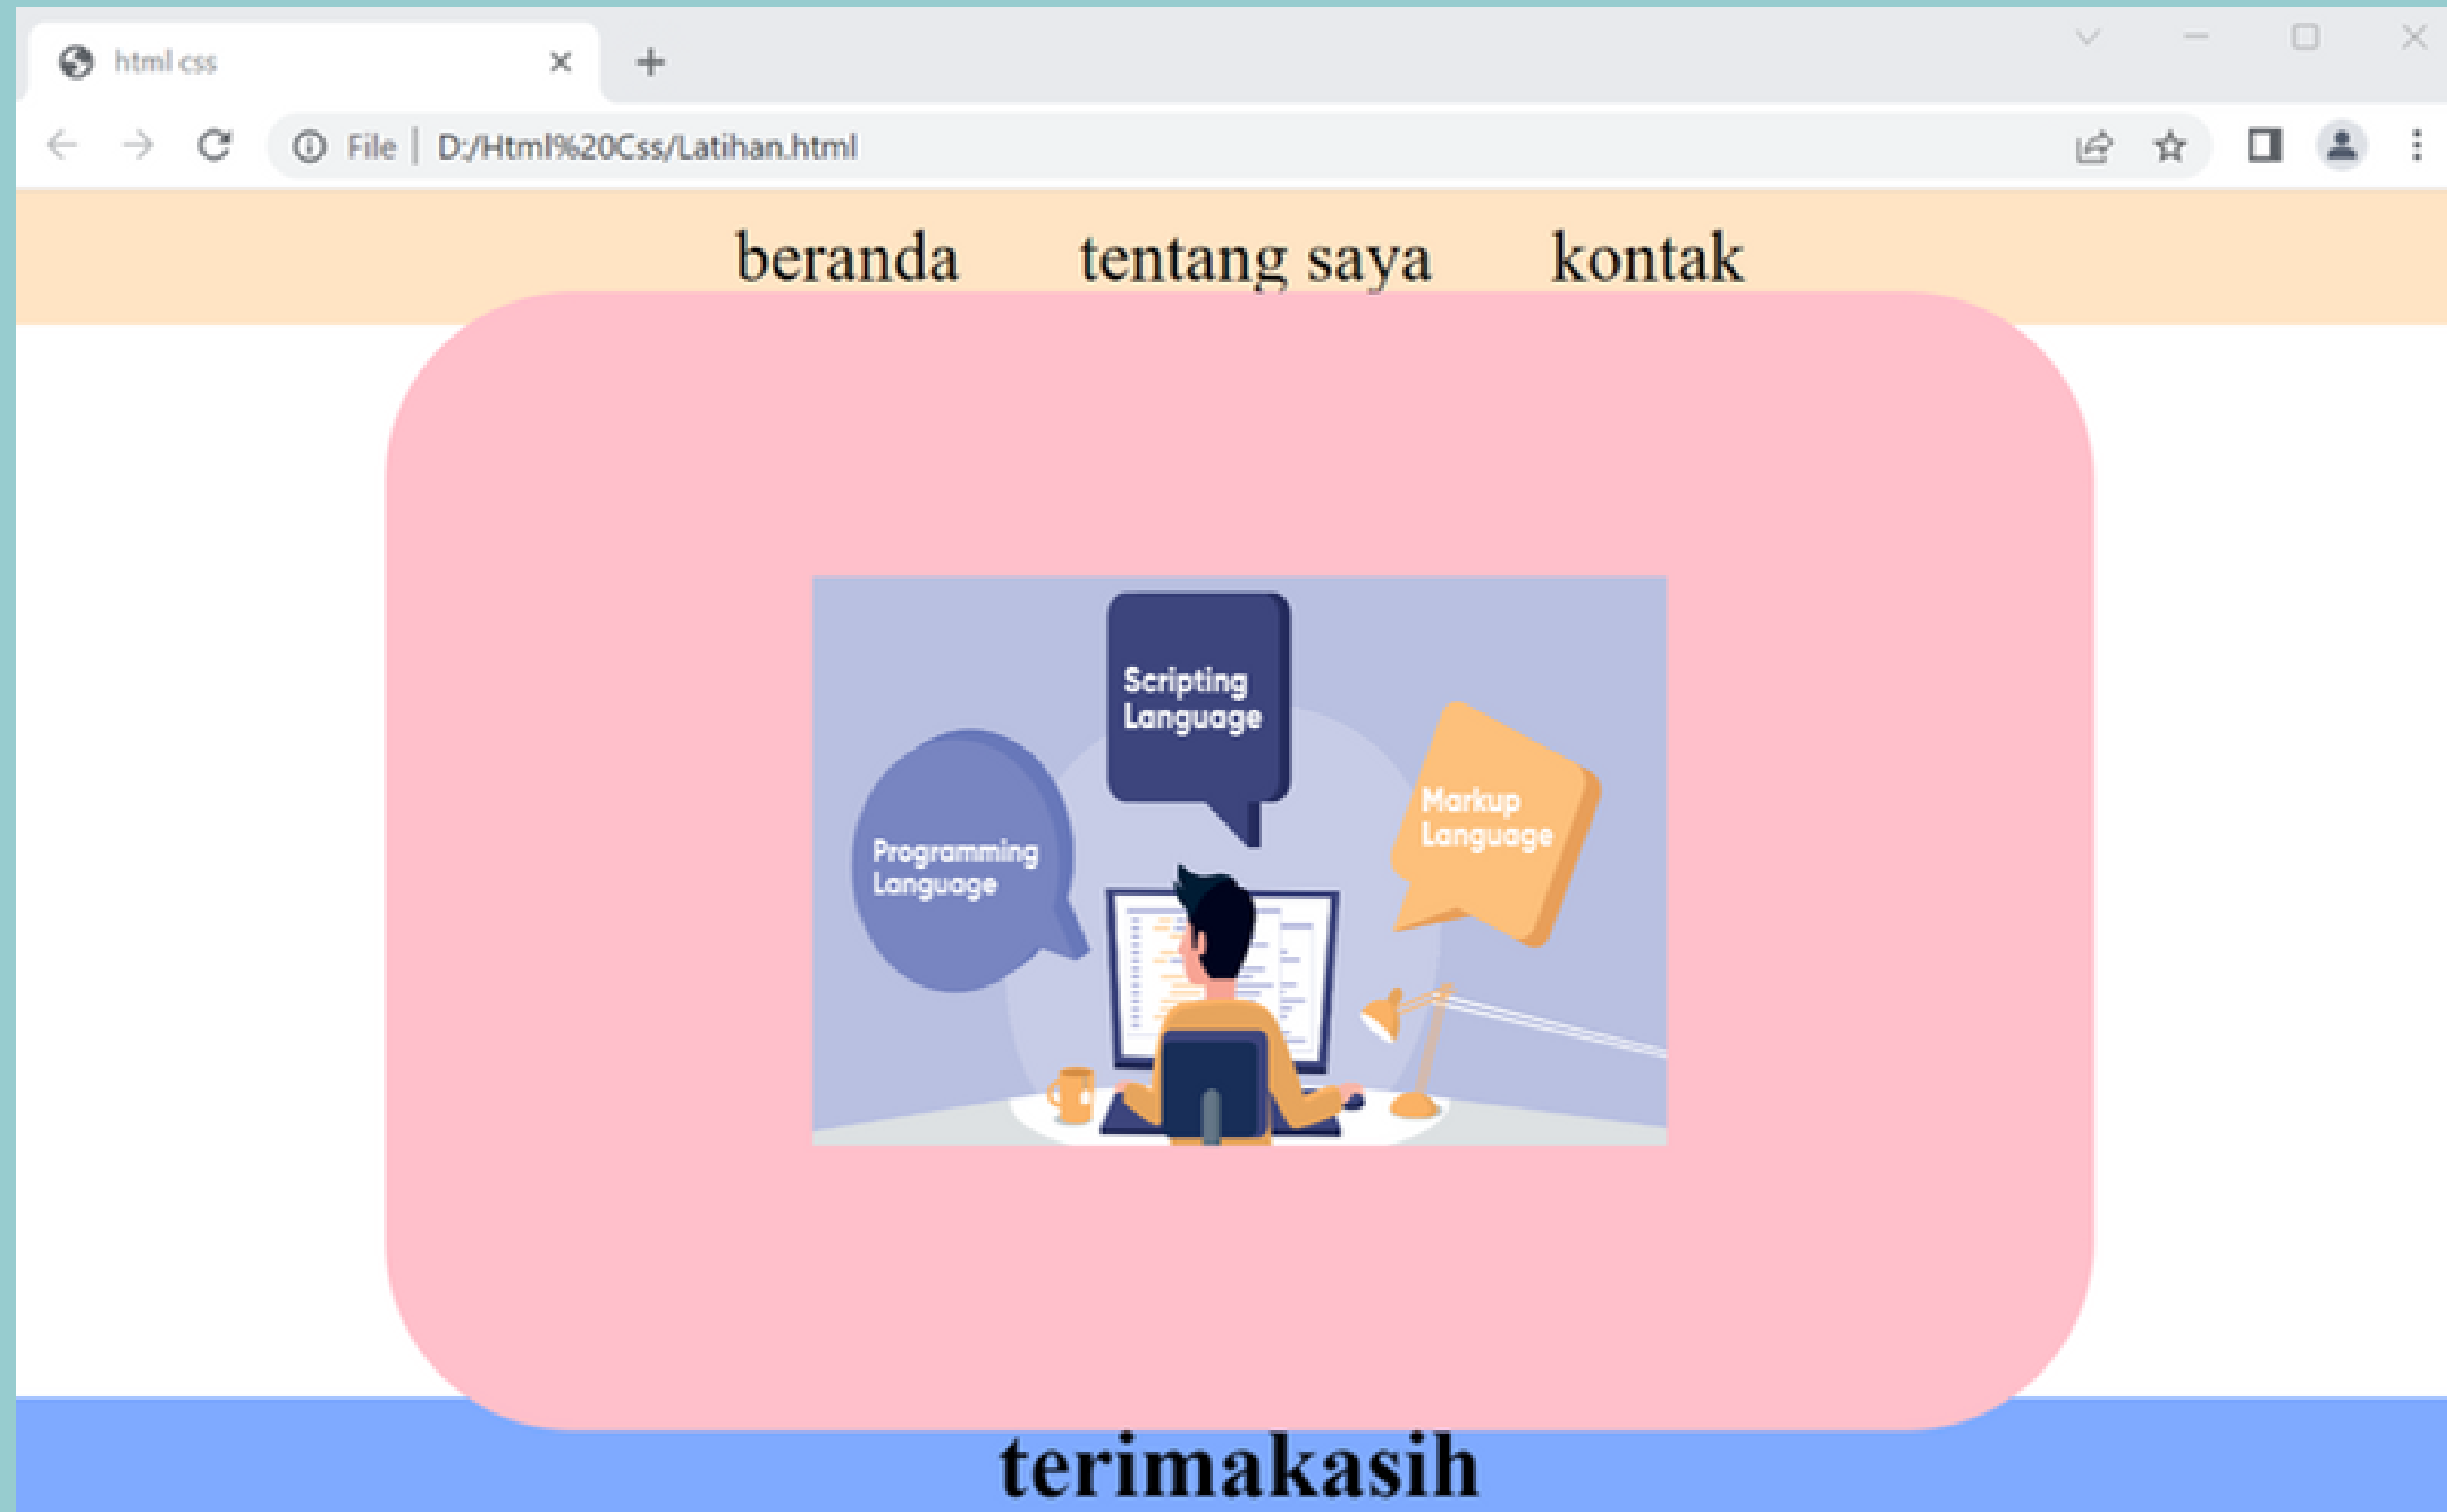 html css
File | D:/Html%20Css/Latihan.html
beranda tentang saya kontak
Scripting
Language
Markup
Language
Programming
Language
terimakasih